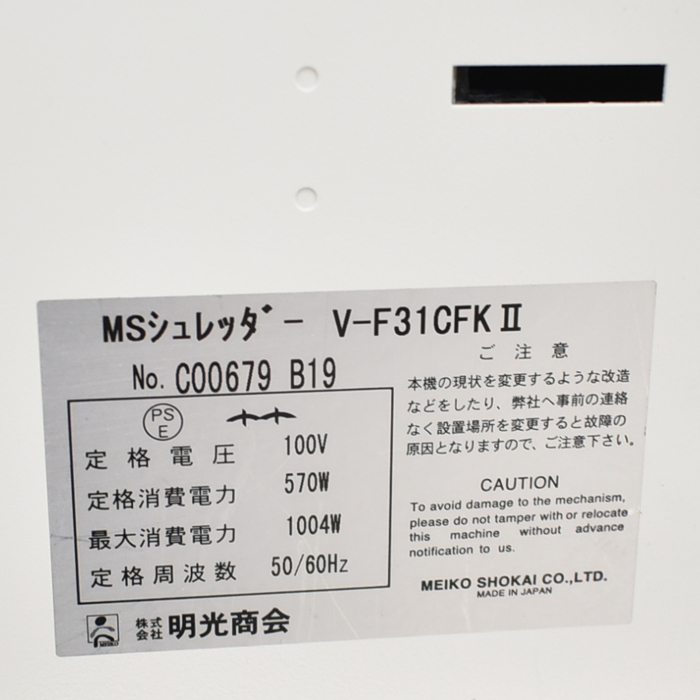 MSシュレッダー V-F31CFKⅡ
No. C00679 B19
PS
E
定格電圧 100V
定格消費電力 570W
最大消費電力 1004W
定格周波数 50/60Hz
MEIKO
株式
会社 明光商会
ご注意
本機の現状を変更するような改造
などをしたり、弊社へ事前の連絡
なく設置場所を変更すると故障の
原因となりますので、ご注意下さい。
CAUTION
To avoid damage to the mechanism,
please do not tamper with or relocate
this machine without advance
notification to us.
MEIKO SHOKAI CO.,LTD.
MADE IN JAPAN